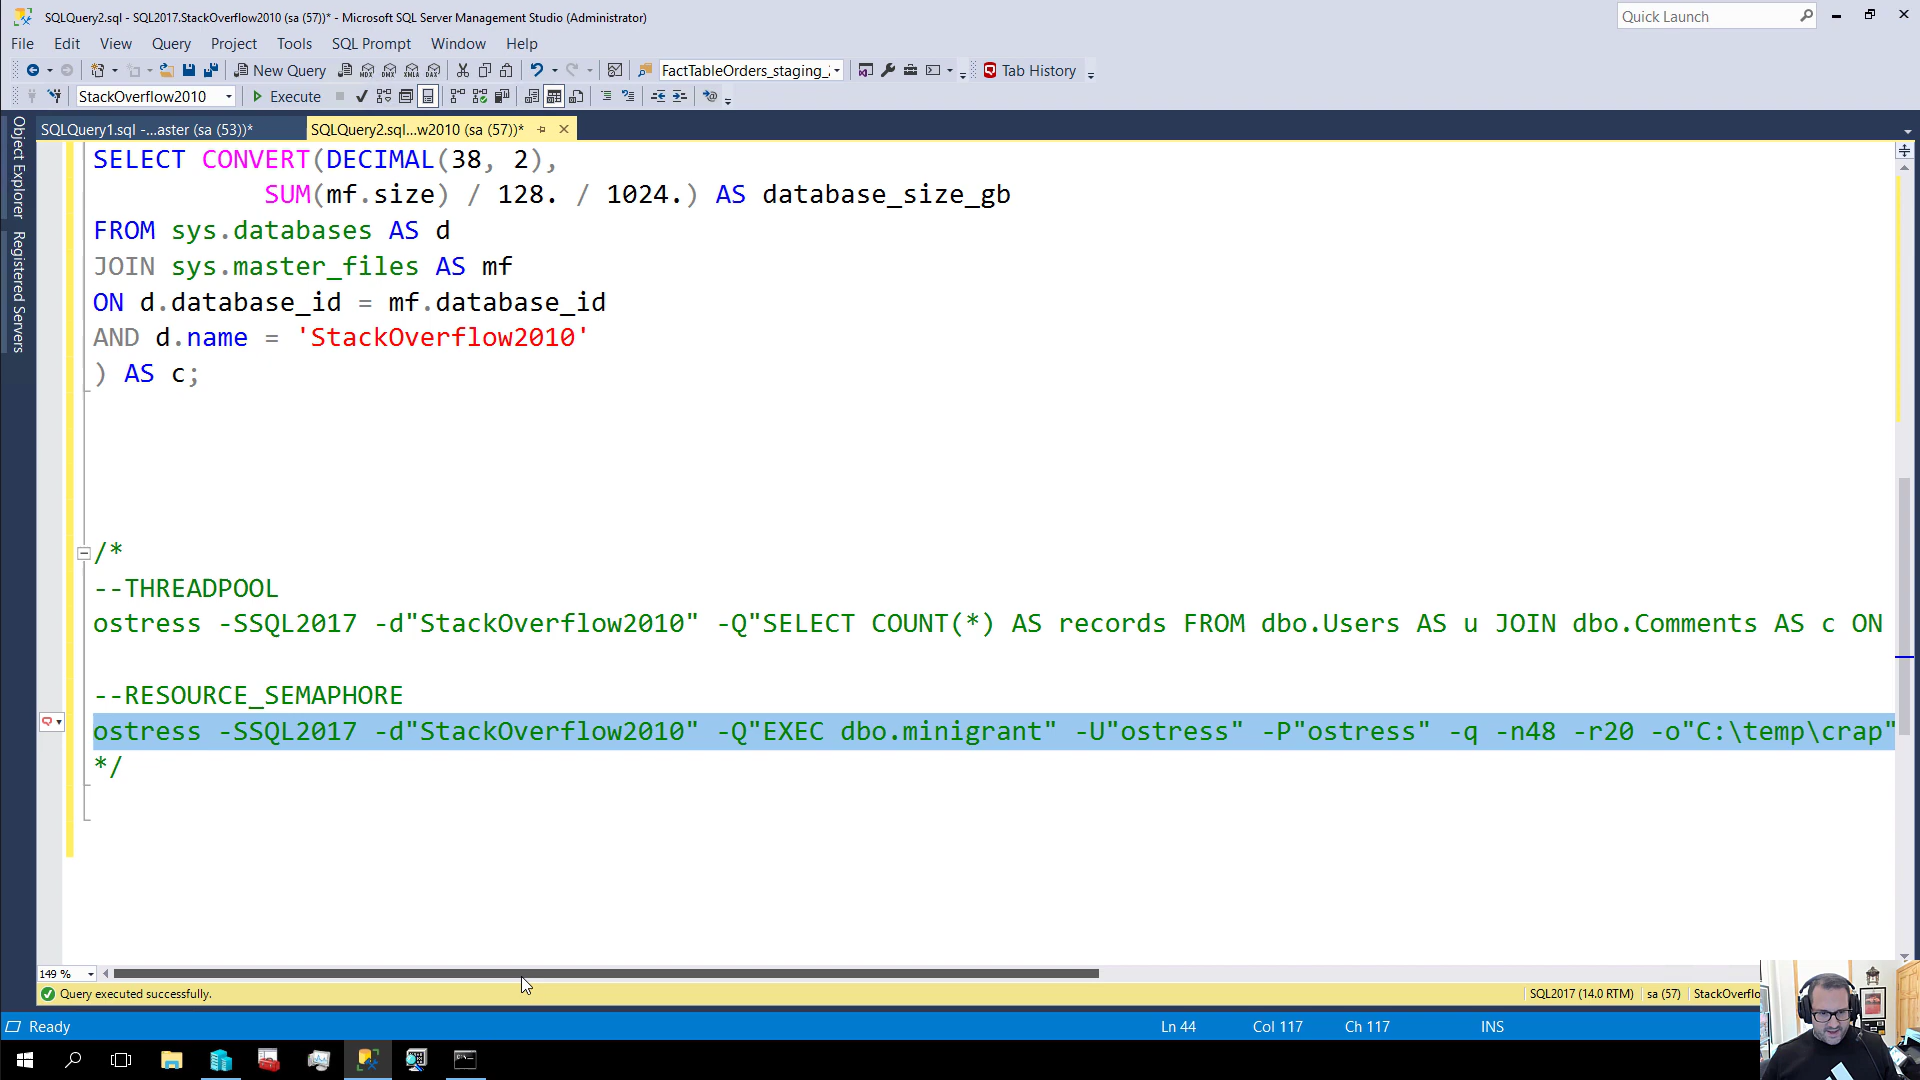 SQLQuery2.sql - SQL2017.StackOverflow2010 (sa (57))* - Microsoft SQL Server Management Studio (Administrator)
Quick Launch
File Edit View Query Project Tools SQL Prompt Window Help
New Query
FactTableOrders_staging_
Tab History
StackOverflow2010
Execute
SQLQuery1.sql -...aster (sa (53))*
SQLQuery2.sql...w2010 (sa (57))*
Object Explorer
Registered Servers
SELECT CONVERT(DECIMAL(38, 2),
SUM(mf.size) / 128. / 1024.) AS database_size_gb
FROM sys.databases AS d
JOIN sys.master_files AS mf
ON d.database_id = mf.database_id
AND d.name = 'StackOverflow2010'
) AS c;
/*
--THREADPOOL
ostress -SSQL2017 -d"StackOverflow2010" -Q"SELECT COUNT(*) AS records FROM dbo.Users AS u JOIN dbo.Comments AS c ON
--RESOURCE_SEMAPHORE
ostress -SSQL2017 -d"StackOverflow2010" -Q"EXEC dbo.minigrant" -U"ostress" -P"ostress" -q -n48 -r20 -o"C:\temp\crap"
*/
149 %
Query executed successfully.
SQL2017 (14.0 RTM)
sa (57)
StackOverflo
Ready
Ln 44
Col 117
Ch 117
INS